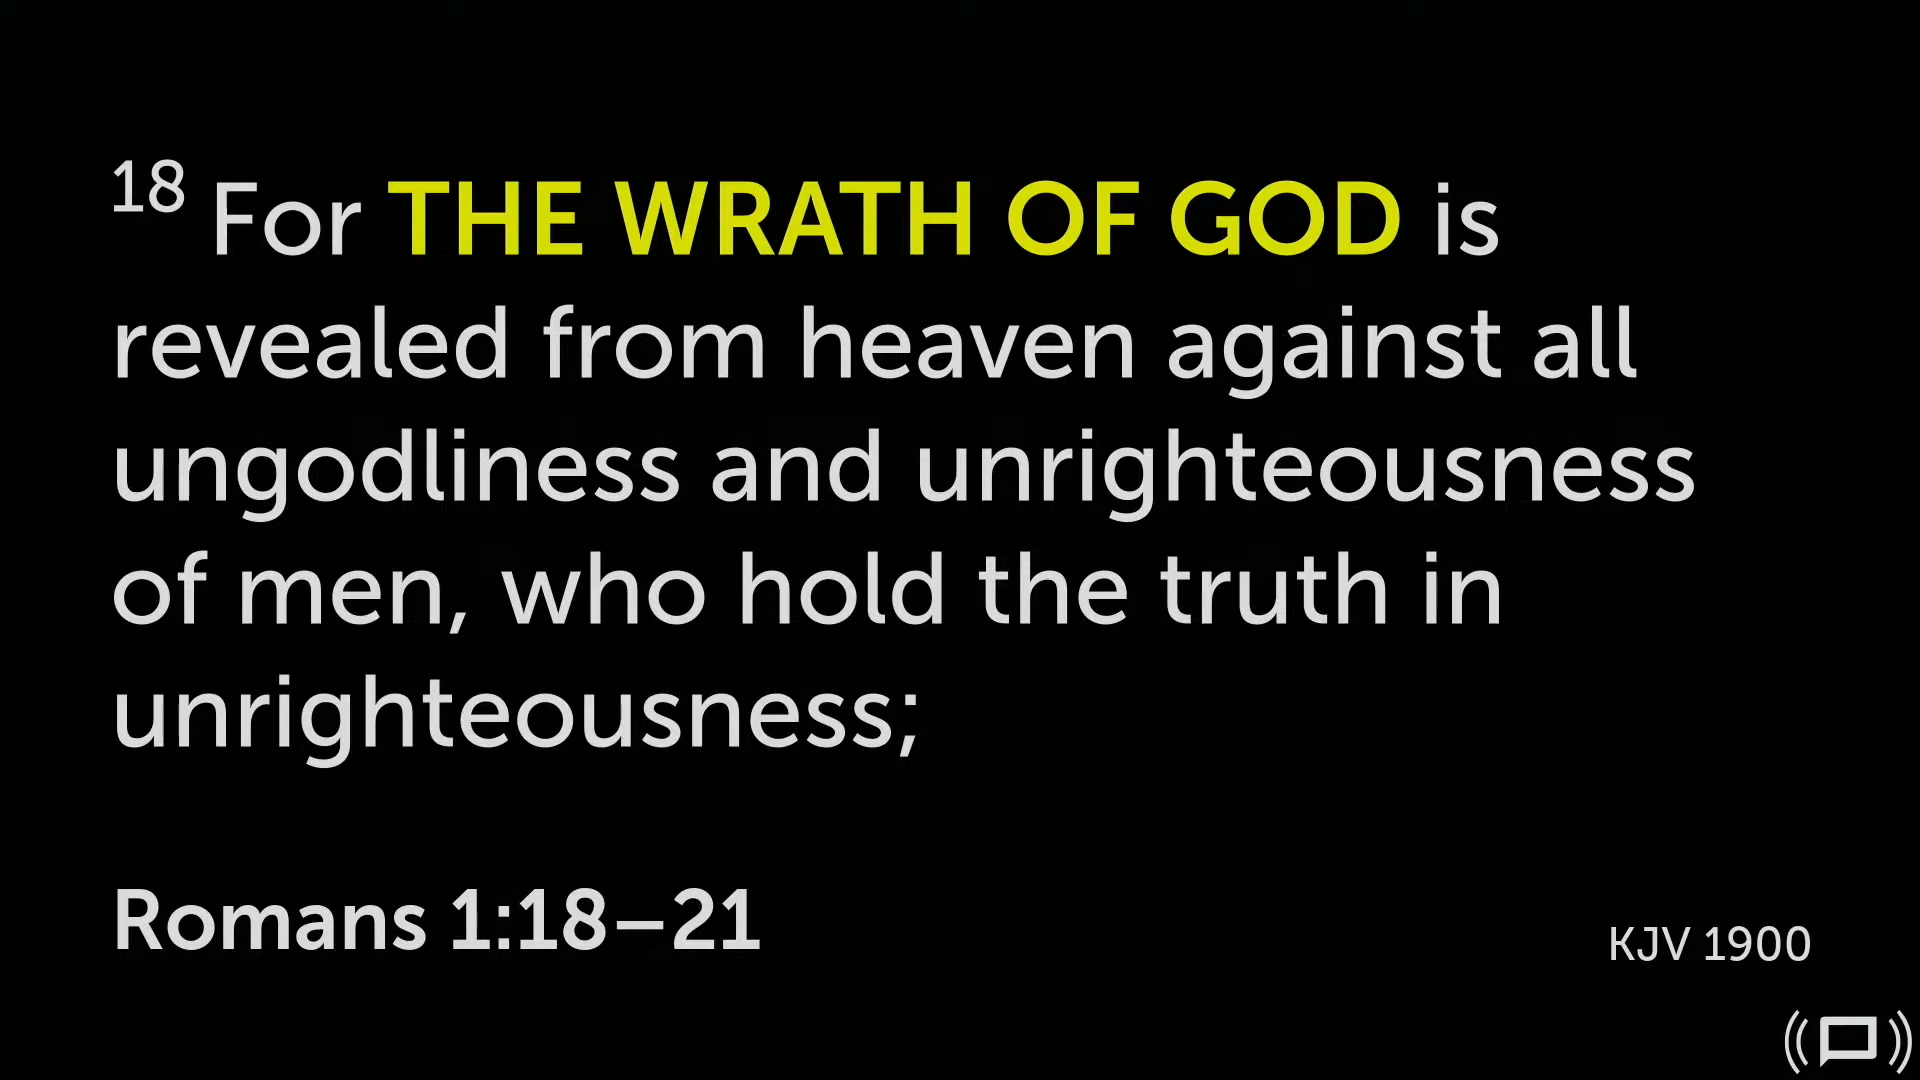 18 For THE WRATH OF GOD is
revealed from heaven against all
ungodliness and unrighteousness
of men, who hold the truth in
unrighteousness;
Romans 1:18–21
KJV 1900